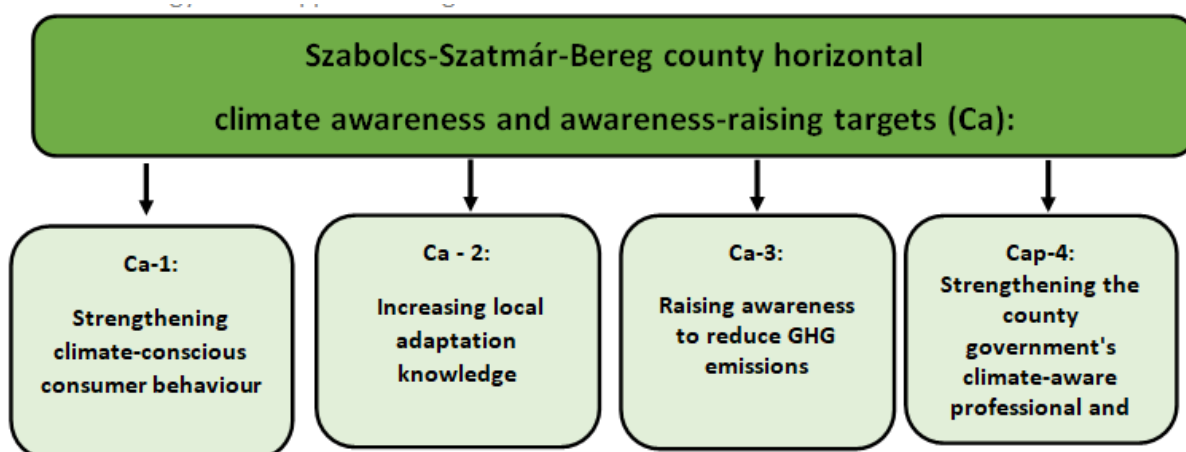 Szabolcs-Szatmár-Bereg county horizontal
climate awareness and awareness-raising targets (Ca):
Ca-1:
Strengthening
climate-conscious
consumer behaviour
Ca - 2:
Increasing local
adaptation
knowledge
Ca-3:
Raising awareness
to reduce GHG
emissions
Cap-4:
Strengthening the
county
government's
climate-aware
professional and